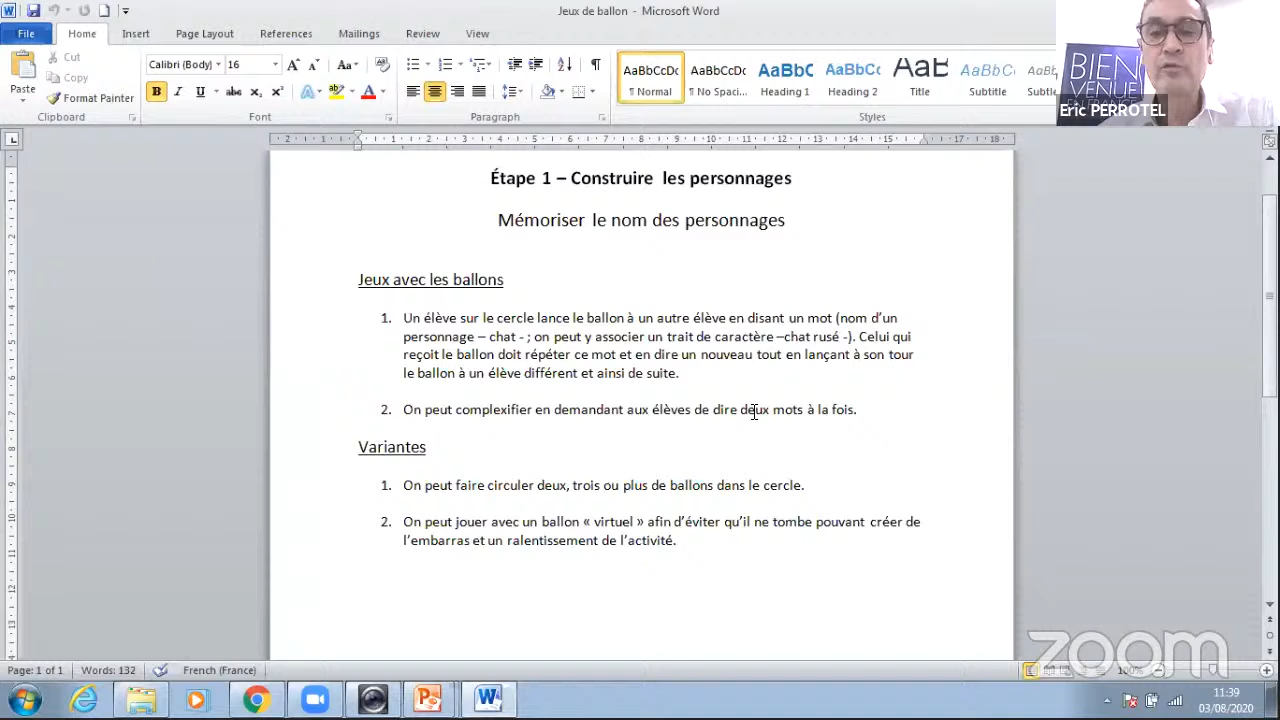 Jeux de ballon - Microsoft Word
File Home Insert Page Layout References Mailings Review View
Cut
Copy
Format Painter
Paste
Clipboard
Calibri (Body) 16
Font
Paragraph
AaBbCcDc AaBbCcDc AaBbC AaBbCc AaB AaBbCc AaBb
¶ Normal ¶ No Spaci... Heading 1 Heading 2 Title Subtitle Subtle
Styles
BIEN
VENUE
EN FRANCE
Eric PERROTEL
Étape 1 – Construire les personnages
Mémoriser le nom des personnages
Jeux avec les ballons
1. Un élève sur le cercle lance le ballon à un autre élève en disant un mot (nom d’un
personnage – chat - ; on peut y associer un trait de caractère –chat rusé -). Celui qui
reçoit le ballon doit répéter ce mot et en dire un nouveau tout en lançant à son tour
le ballon à un élève différent et ainsi de suite.
2. On peut complexifier en demandant aux élèves de dire deux mots à la fois.
Variantes
1. On peut faire circuler deux, trois ou plus de ballons dans le cercle.
2. On peut jouer avec un ballon « virtuel » afin d’éviter qu’il ne tombe pouvant créer de
l’embarras et un ralentissement de l’activité.
zoom
Page: 1 of 1 Words: 132 French (France) 100%
11:39
03/08/2020